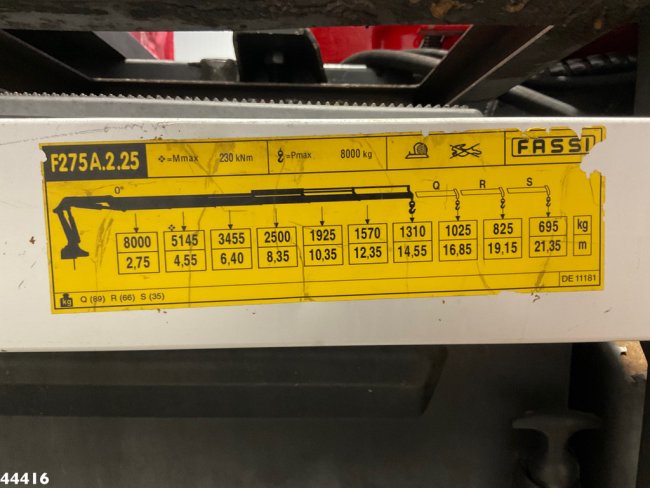 F275A.2.25 =Mmax 230 kNm =Pmax 8000 kg FASSI
0° Q R S
8000 5145 3455 2500 1925 1570 1310 1025 825 695 kg
2,75 4,55 6,40 8,35 10,35 12,35 14,55 16,85 19,15 21,35 m
kg Q (89) R (66) S (35) DE 11181
44416